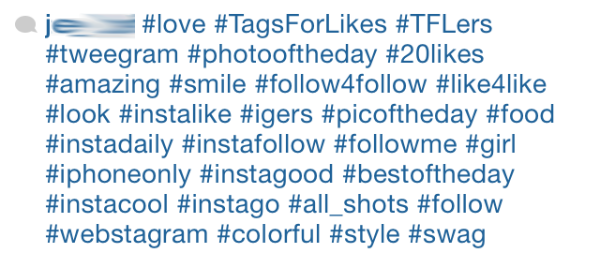 #love #TagsForLikes #TFLers
#tweegram #photooftheday #20likes
#amazing #smile #follow4follow #like4like
#look #instalike #igers #picoftheday #food
#instadaily #instafollow #followme #girl
#iphoneonly #instagood #bestoftheday
#instacool #instago #all_shots #follow
#webstagram #colorful #style #swag